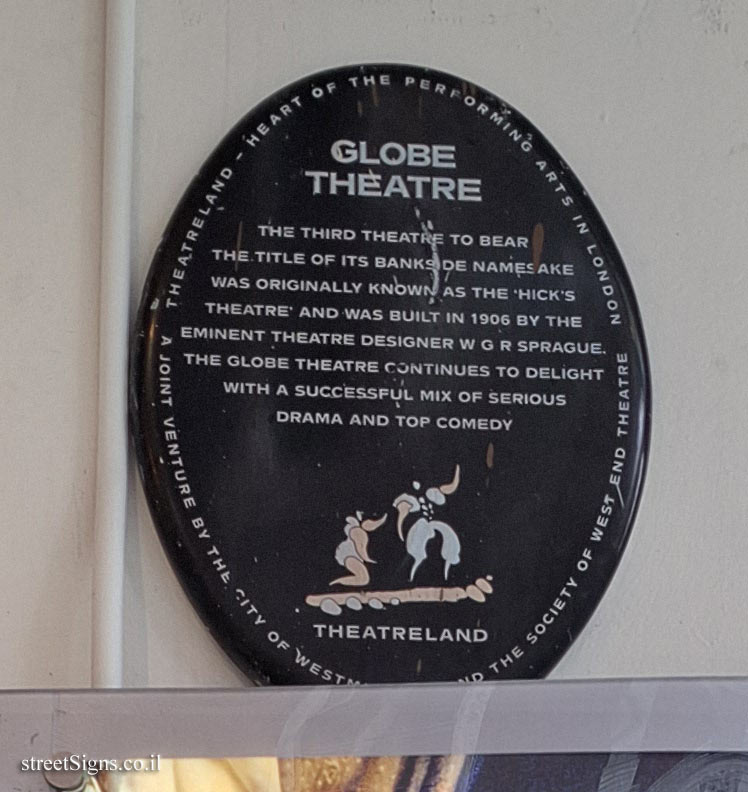 THEATRELAND – HEART OF THE PERFORMING ARTS IN LONDON
GLOBE
THEATRE
THE THIRD THEATRE TO BEAR
THE TITLE OF ITS BANKSIDE NAMESAKE
WAS ORIGINALLY KNOWN AS THE 'HICK'S
THEATRE' AND WAS BUILT IN 1906 BY THE
EMINENT THEATRE DESIGNER W G R SPRAGUE.
THE GLOBE THEATRE CONTINUES TO DELIGHT
WITH A SUCCESSFUL MIX OF SERIOUS
DRAMA AND TOP COMEDY
THEATRELAND
A JOINT VENTURE BY THE CITY OF THE SOCIETY OF WEST END THEATRE
streetSigns.co.il